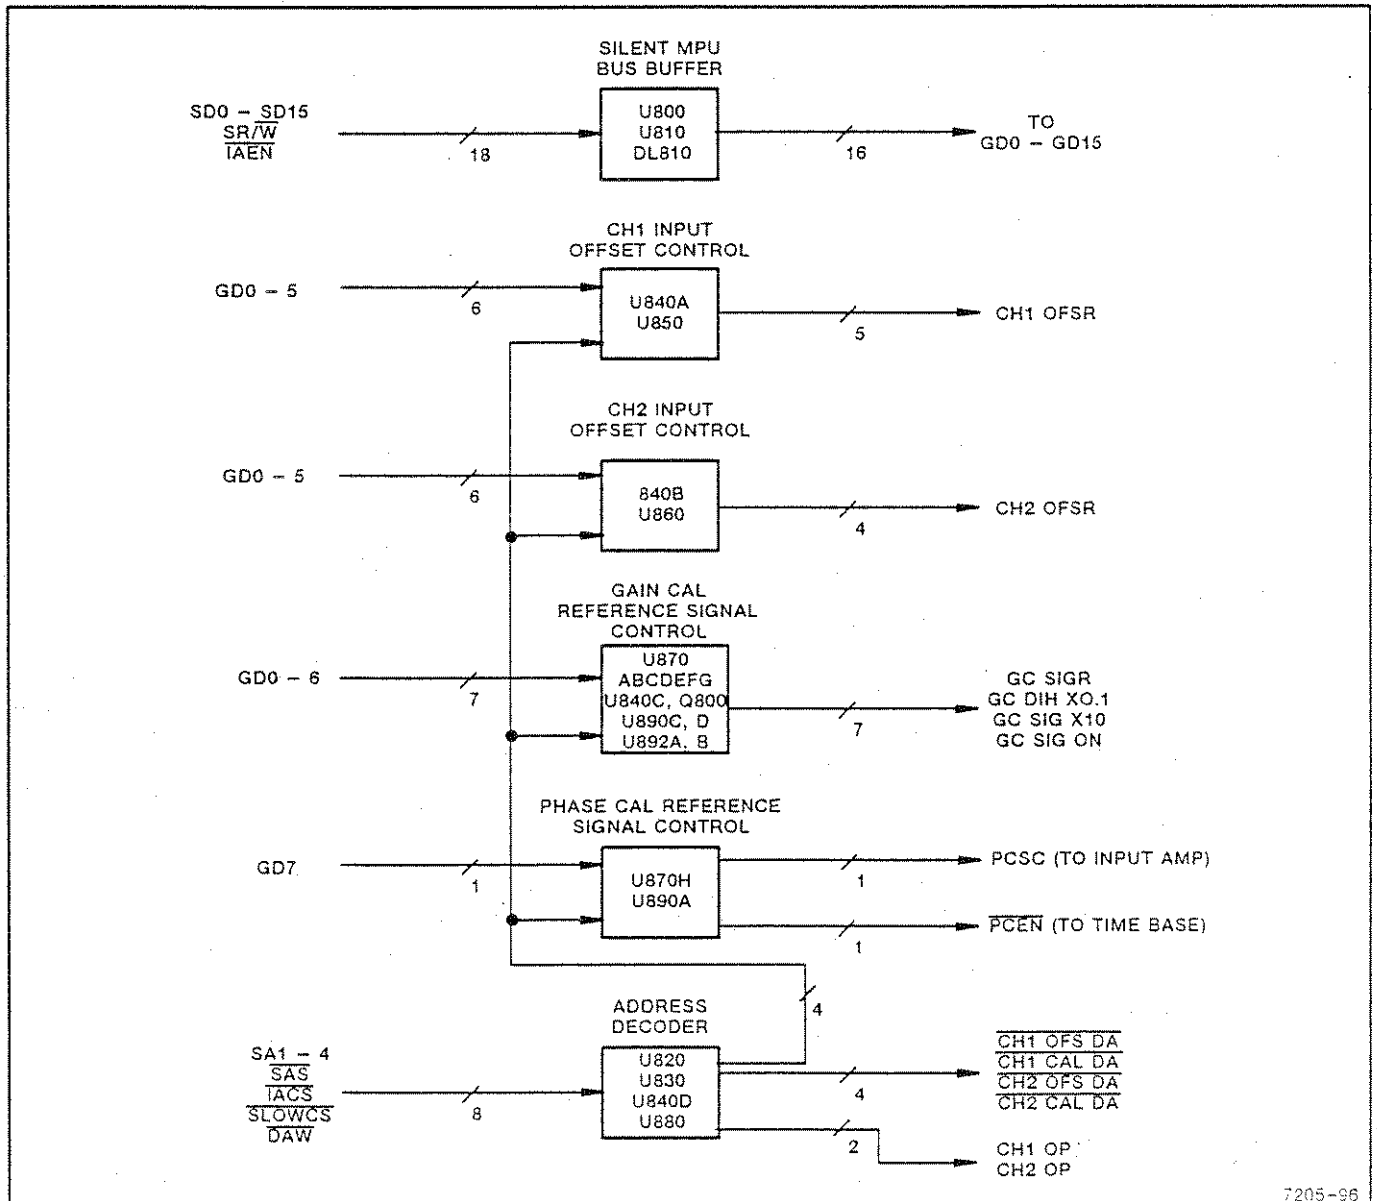 SILENT MPU
BUS BUFFER
SD0 – SD15
SR/W
IAEN
18
U800
U810
DL810
16
TO
GD0 – GD15
CH1 INPUT
OFFSET CONTROL
GD0 – 5
6
U840A
U850
5
CH1 OFSR
CH2 INPUT
OFFSET CONTROL
GD0 – 5
6
840B
U860
4
CH2 OFSR
GAIN CAL
REFERENCE SIGNAL
CONTROL
GD0 – 6
7
U870
ABCDEFG
U840C, Q800
U890C, D
U892A, B
7
GC SIGR
GC DIH X0.1
GC SIG X10
GC SIG ON
PHASE CAL REFERENCE
SIGNAL CONTROL
GD7
1
U870H
U890A
1
PCSC (TO INPUT AMP)
1
PCEN (TO TIME BASE)
4
ADDRESS
DECODER
SA1 – 4
SAS
IACS
SLOWCS
DAW
8
U820
U830
U840D
U880
4
CH1 OFS DA
CH1 CAL DA
CH2 OFS DA
CH2 CAL DA
2
CH1 OP
CH2 OP
7205-96